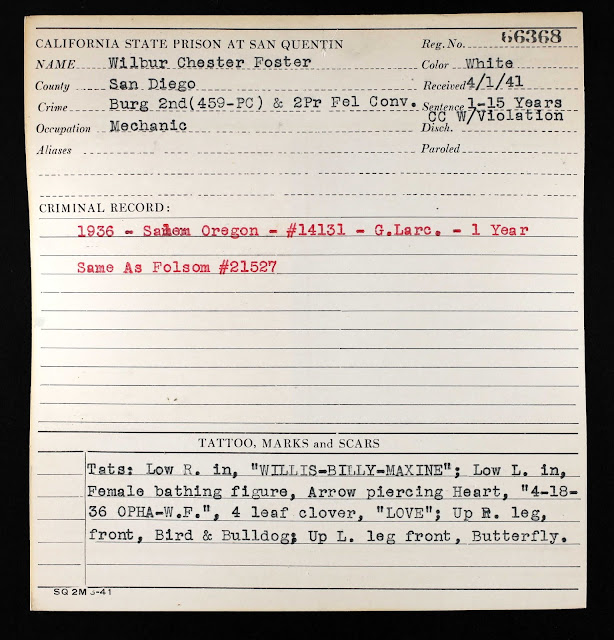 CALIFORNIA STATE PRISON AT SAN QUENTIN Reg. No. 66368
NAME Wilbur Chester Foster Color White
County San Diego Received 4/1/41
Crime Burg 2nd(459-PC) & 2Pr Fel Conv. Sentence 1-15 Years
CC W/Violation
Occupation Mechanic Disch.
Aliases Paroled
CRIMINAL RECORD:
1936 - Salem Oregon - #14131 - G.Larc. - 1 Year
Same As Folsom #21527
TATTOO, MARKS and SCARS
Tats: Low R. in, "WILLIS-BILLY-MAXINE"; Low L. in,
Female bathing figure, Arrow piercing Heart, "4-18-
36 OPHA-W.F.", 4 leaf clover, "LOVE"; Up R. leg,
front, Bird & Bulldog; Up L. leg front, Butterfly.
SQ 2M 3-41